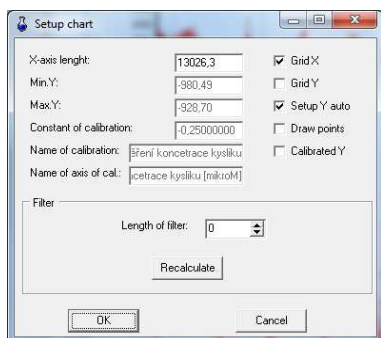 Setup chart
X-axis lenght: 13026,3 Grid X
Min.Y: -980,49 Grid Y
Max.Y: -928,70 Setup Y auto
Constant of calibration: -0,25000000 Draw points
Name of calibration: ěření koncetrace kyslíku Calibrated Y
Name of axis of cal.: cetrace kyslíku [mikroM]
Filter
Length of filter: 0
Recalculate
OK Cancel